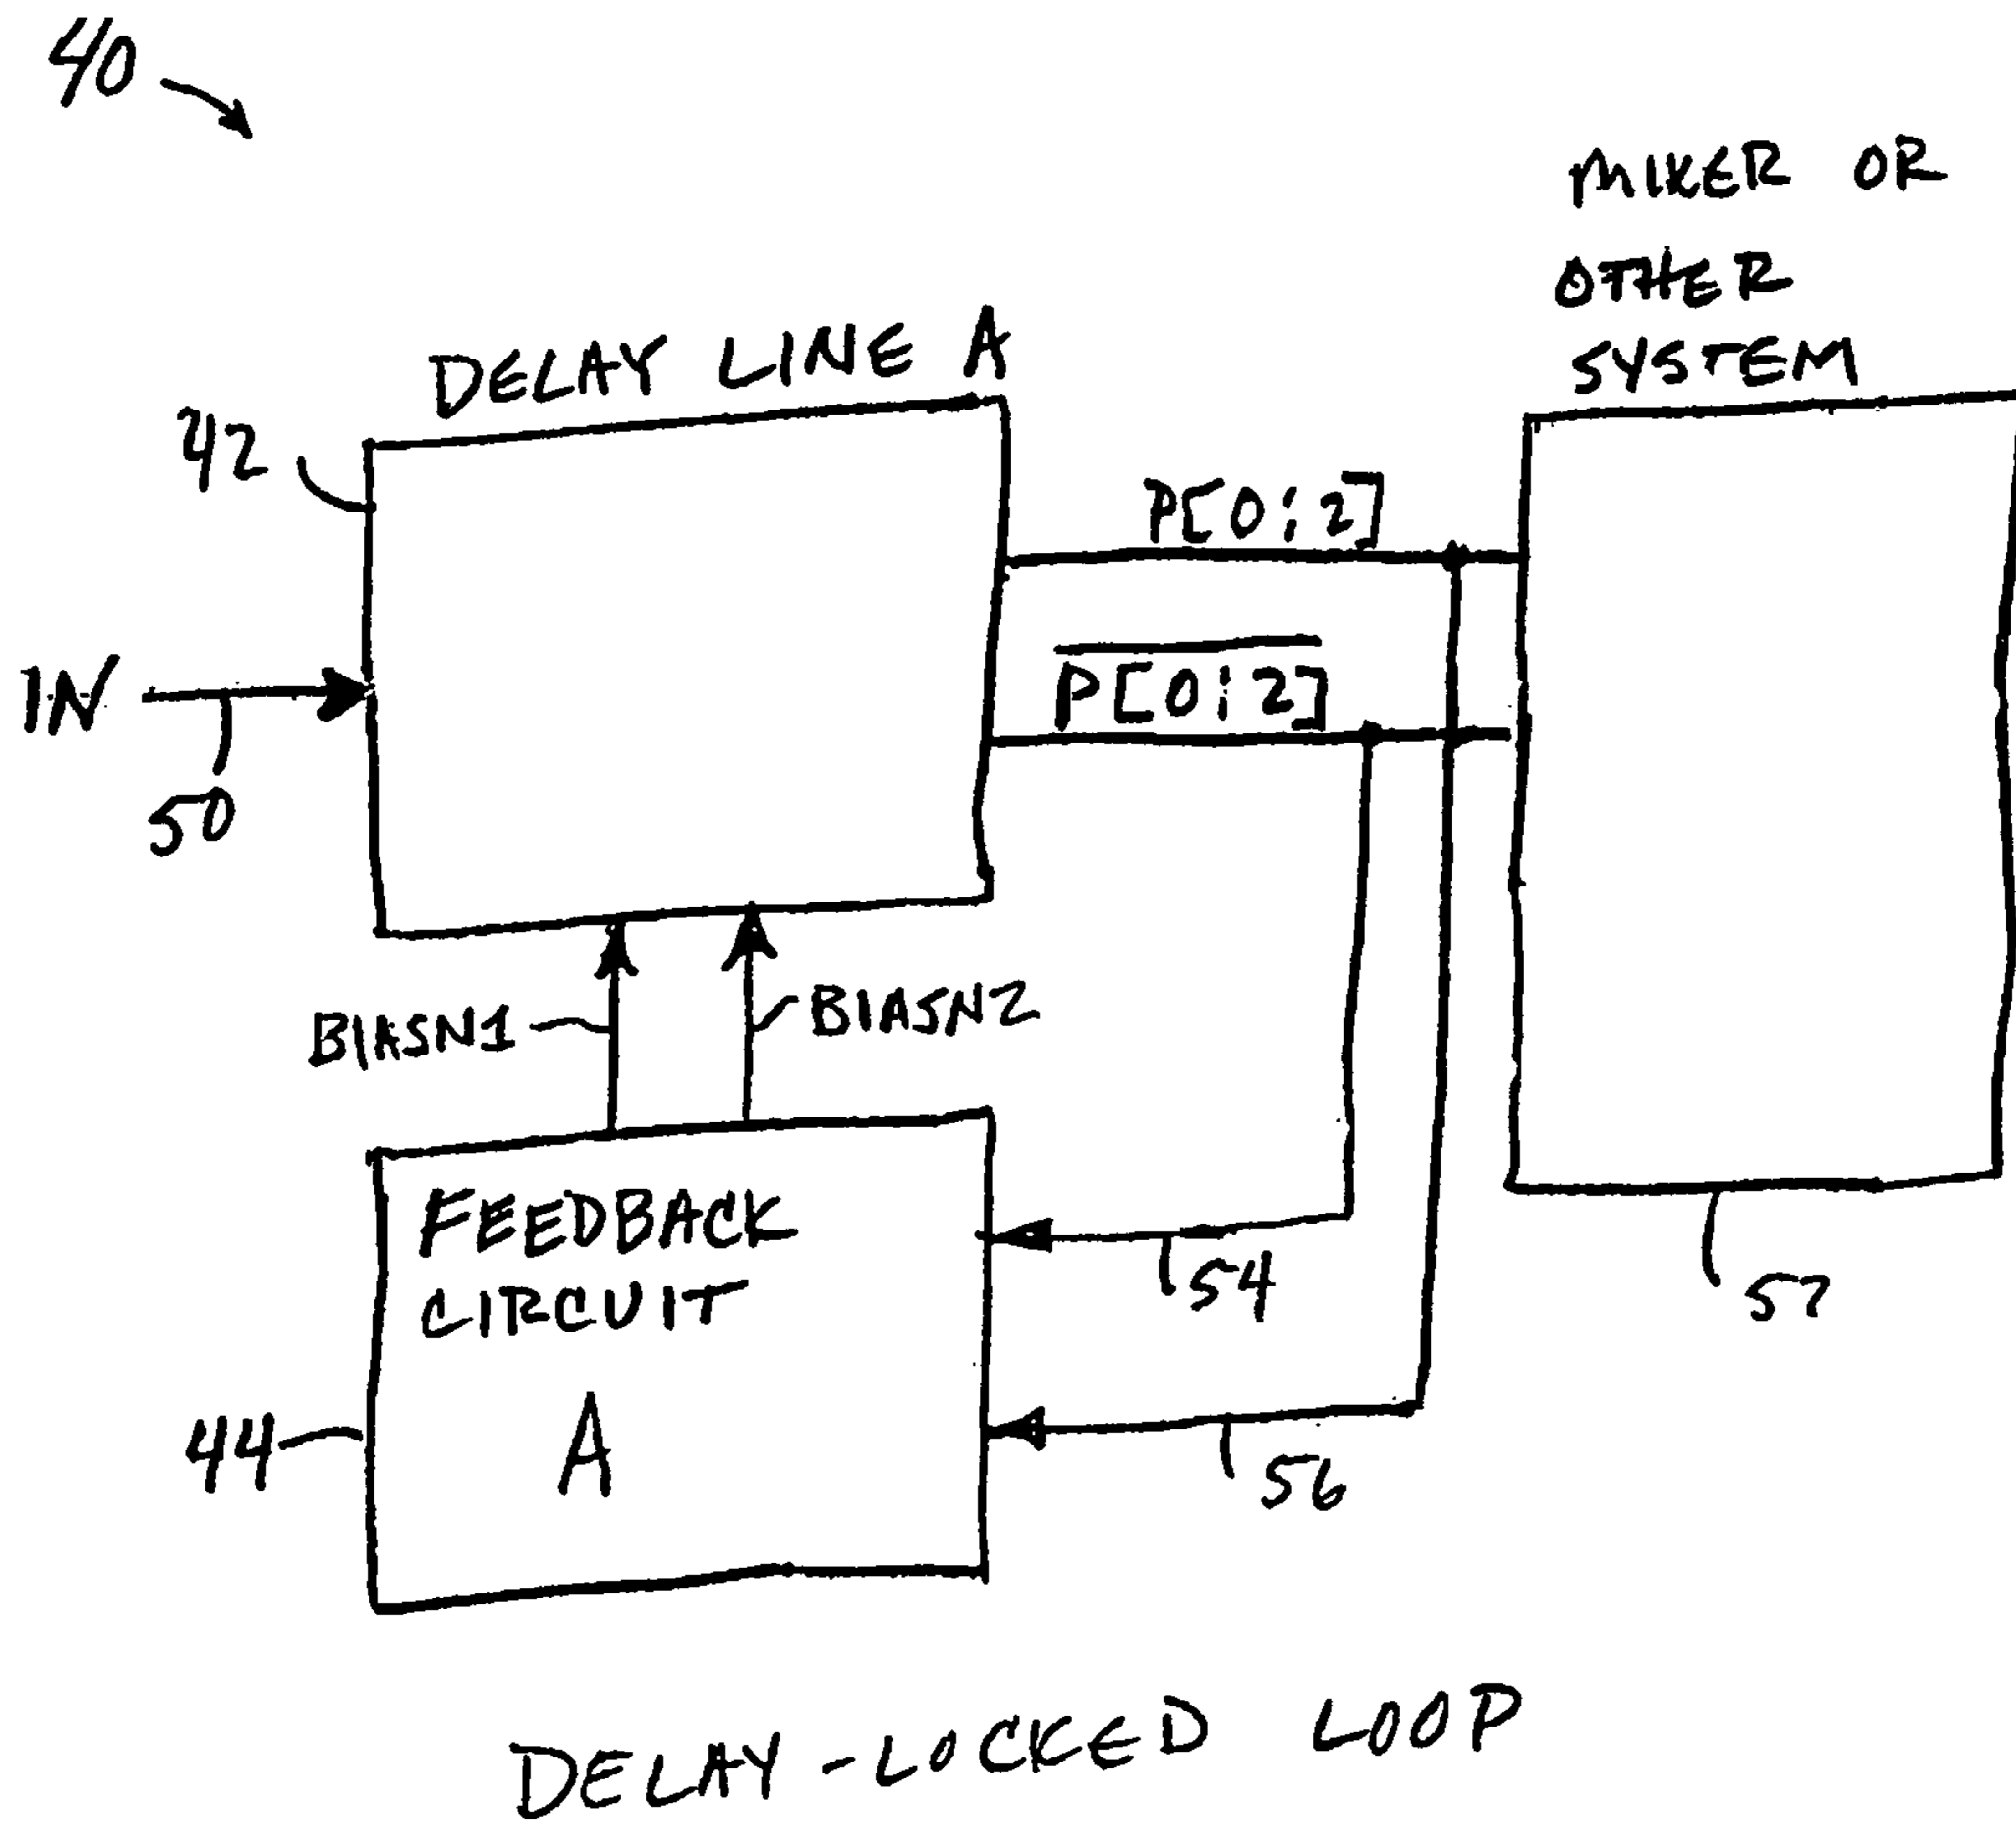 40
MIXER OR
OTHER
SYSTEM
DELAY LINE A
42
P[0:2]
IN
P[0:2]
50
BIASN1
BIASN2
FEEDBACK
CIRCUIT
A
54
57
44
56
DELAY-LOCKED LOOP